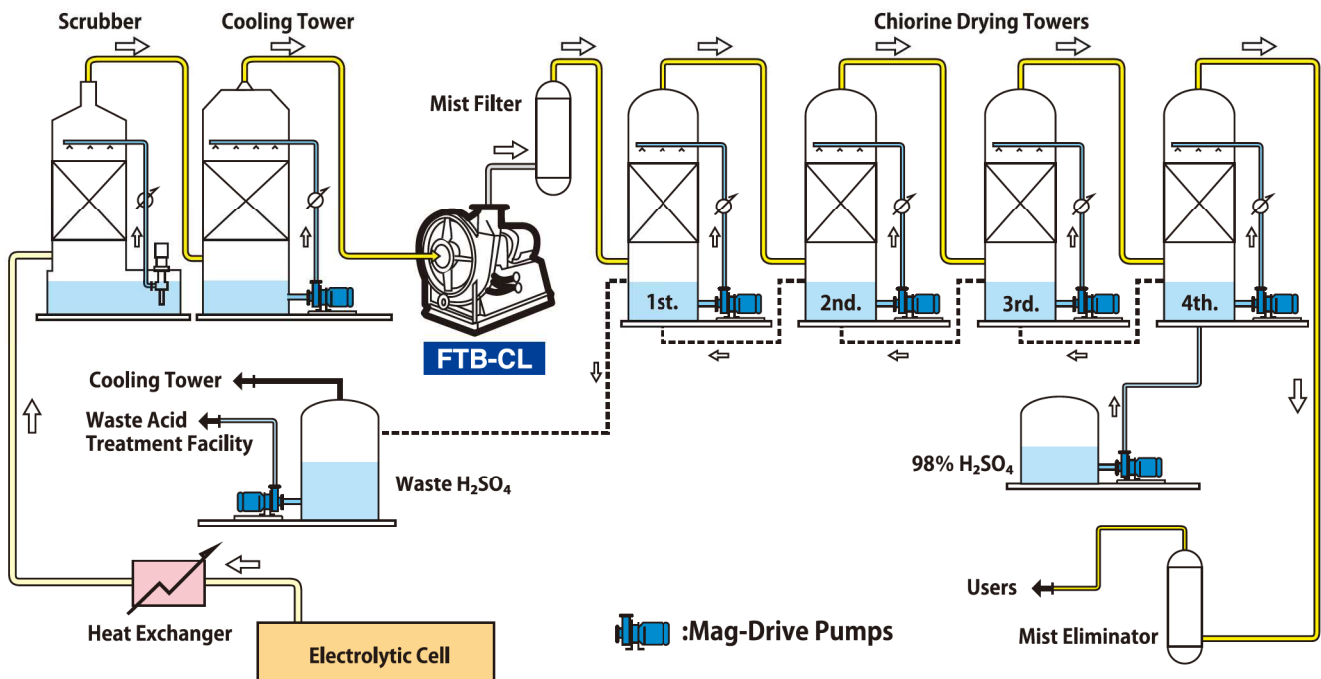 Scrubber
Cooling Tower
Chiorine Drying Towers
Mist Filter
1st.
2nd.
3rd.
4th.
FTB-CL
Cooling Tower
Waste Acid
Treatment Facility
Waste H₂SO₄
98% H₂SO₄
Users
Heat Exchanger
Electrolytic Cell
:Mag-Drive Pumps
Mist Eliminator